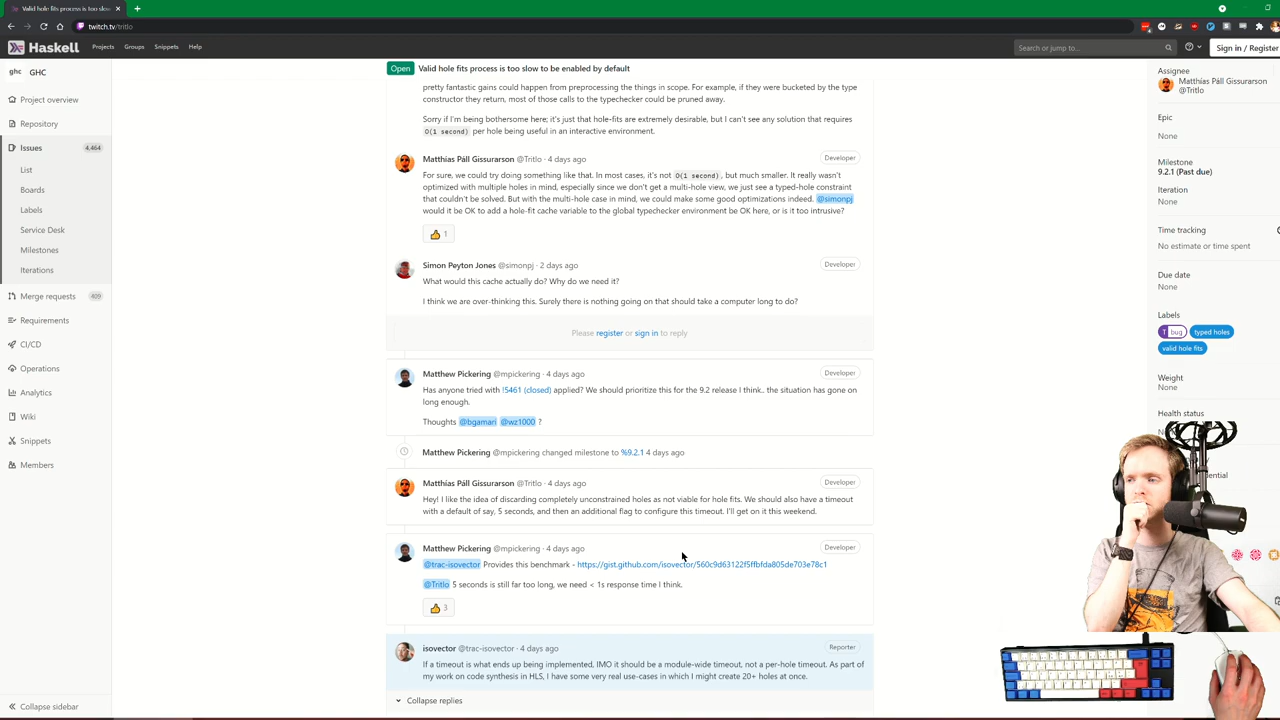 Valid hole fits process is too slow
twitch.tv/tritlo
Haskell
Projects
Groups
Snippets
Help
Search or jump to...
Sign in / Register
ghc GHC
Project overview
Repository
Issues 4,464
List
Boards
Labels
Service Desk
Milestones
Iterations
Merge requests 409
Requirements
CI/CD
Operations
Analytics
Wiki
Snippets
Members
Collapse sidebar
Open Valid hole fits process is too slow to be enabled by default
pretty fantastic gains could happen from preprocessing the things in scope. For example, if they were bucketed by the type
constructor they return, most of those calls to the typechecker could be pruned away.
Sorry if I'm being bothersome here; it's just that hole-fits are extremely desirable, but I can't see any solution that requires
O(1 second) per hole being useful in an interactive environment.
Matthías Páll Gissurarson @Tritlo · 4 days ago
Developer
For sure, we could try doing something like that. In most cases, it's not O(1 second), but much smaller. It really wasn't
optimized with multiple holes in mind, especially since we don't get a multi-hole view, we just see a typed-hole constraint
that couldn't be solved. But with the multi-hole case in mind, we could make some good optimizations indeed. @simonpj
would it be OK to add a hole-fit cache variable to the global typechecker environment be OK here, or is it too intrusive?
1
Simon Peyton Jones @simonpj · 2 days ago
Developer
What would this cache actually do? Why do we need it?
I think we are over-thinking this. Surely there is nothing going on that should take a computer long to do?
Please register or sign in to reply
Matthew Pickering @mpickering · 4 days ago
Developer
Has anyone tried with !5461 (closed) applied? We should prioritize this for the 9.2 release I think.. the situation has gone on
long enough.
Thoughts @bgamari @wz1000 ?
Matthew Pickering @mpickering changed milestone to %9.2.1 4 days ago
Matthías Páll Gissurarson @Tritlo · 4 days ago
Developer
Hey! I like the idea of discarding completely unconstrained holes as not viable for hole fits. We should also have a timeout
with a default of say, 5 seconds, and then an additional flag to configure this timeout. I'll get on it this weekend.
Matthew Pickering @mpickering · 4 days ago
Developer
@trac-isovector Provides this benchmark - https://gist.github.com/isovector/560c9d63122f5ffbfda805de703e78c1
@Tritlo 5 seconds is still far too long, we need < 1s response time I think.
3
isovector @trac-isovector · 4 days ago
Reporter
If a timeout is what ends up being implemented, IMO it should be a module-wide timeout, not a per-hole timeout. As part of
my work on code synthesis in HLS, I have some very real use-cases in which I might create 20+ holes at once.
Collapse replies
Assignee
Matthías Páll Gissurarson
@Tritlo
Epic
None
Milestone
9.2.1 (Past due)
Iteration
None
Time tracking
No estimate or time spent
Due date
None
Labels
T bug typed holes
valid hole fits
Weight
None
Health status